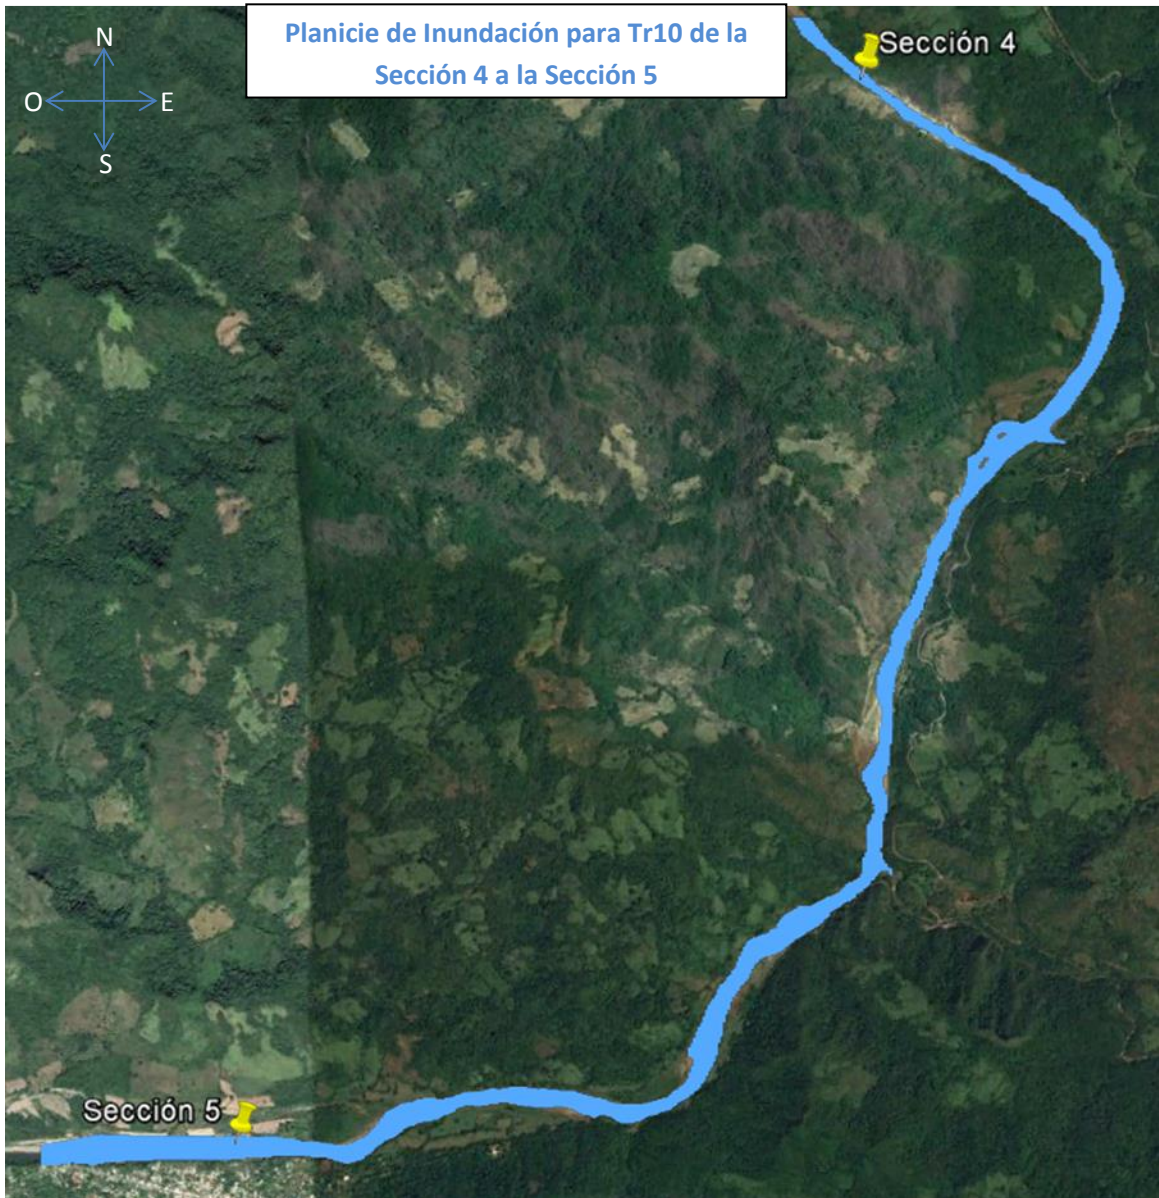 Planicie de Inundación para Tr10 de la
Sección 4 a la Sección 5
N
O
E
S
Sección 4
Sección 5